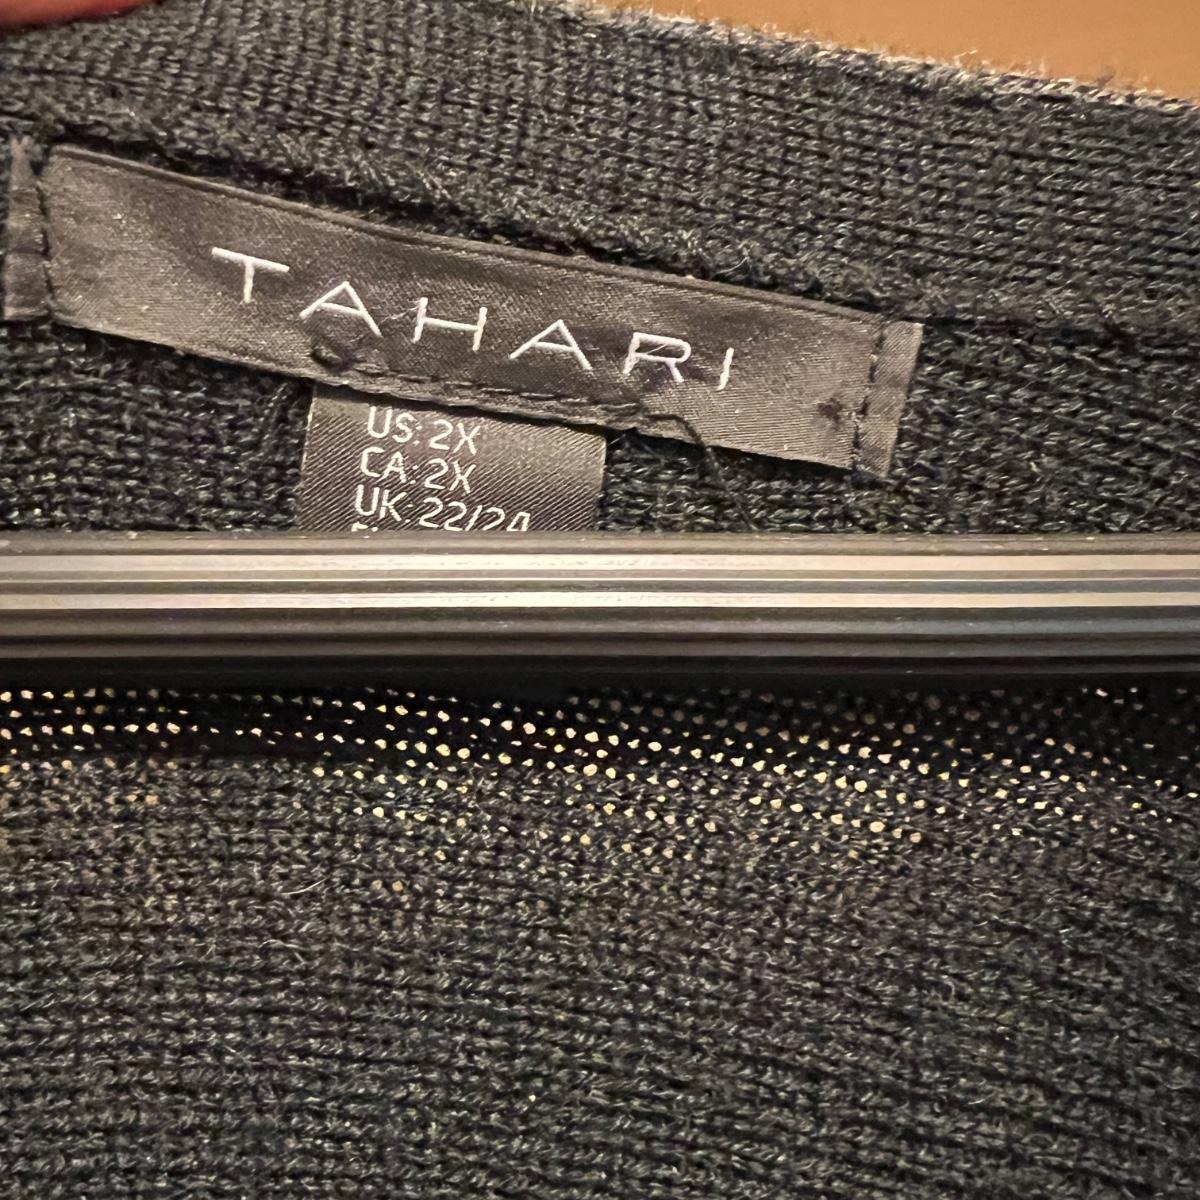 TAHARI
US: 2X
CA: 2X
UK: 22/24